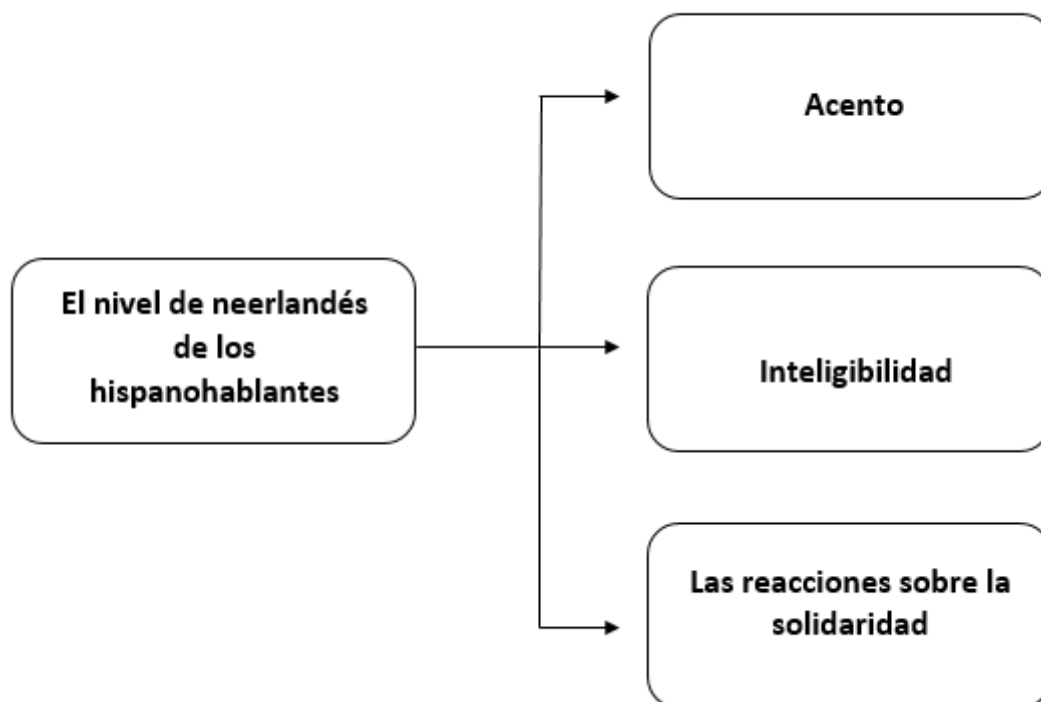 Acento
El nivel de neerlandés
de los
hispanohablantes
Inteligibilidad
Las reacciones sobre la
solidaridad